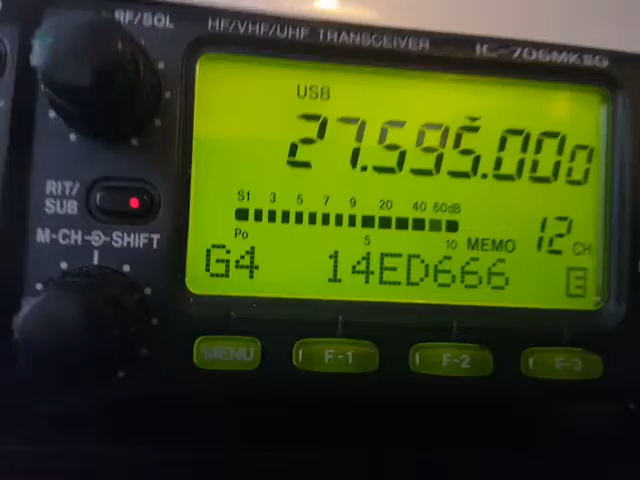 RF/SQL
HF/VHF/UHF TRANSCEIVER
IC-706MKIIG
USB
27.595.000
RIT/
SUB
S1 3 5 7 9 20 40 60dB
Po 5 10 MEMO 12 CH
M-CH SHIFT
G4 14ED666 E
MENU F-1 F-2 F-3